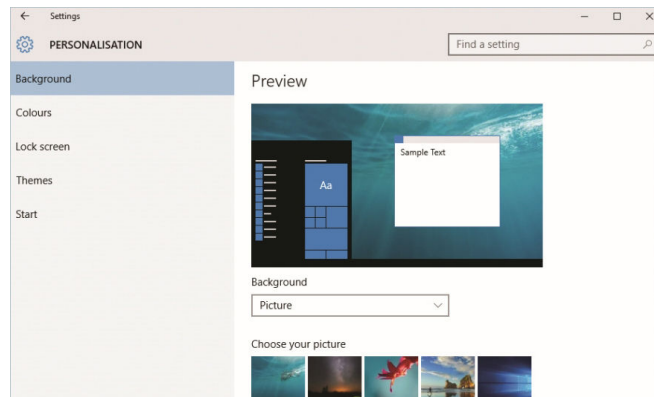 Settings
PERSONALISATION
Find a setting
Background
Colours
Lock screen
Themes
Start
Preview
Sample Text
Aa
Background
Picture
Choose your picture